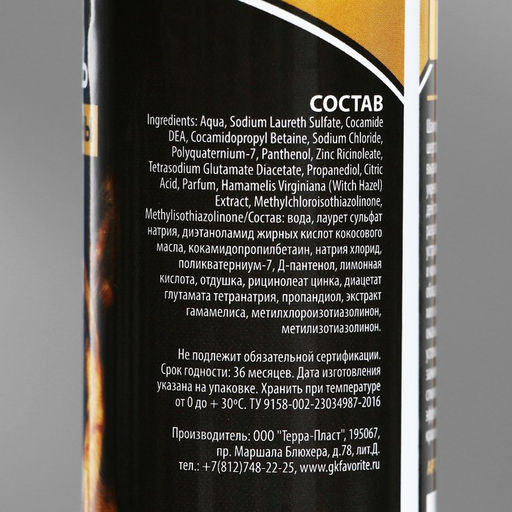 СОСТАВ
Ingredients: Aqua, Sodium Laureth Sulfate, Cocamide
DEA, Cocamidopropyl Betaine, Sodium Chloride,
Polyquaternium-7, Panthenol, Zinc Ricinoleate,
Tetrasodium Glutamate Diacetate, Propanediol, Citric
Acid, Parfum, Hamamelis Virginiana (Witch Hazel)
Extract, Methylchloroisothiazolinone,
Methylisothiazolinone/Состав: вода, лаурет сульфат
натрия, диэтаноламид жирных кислот кокосового
масла, кокамидопропилбетаин, натрия хлорид,
поликватерниум-7, Д-пантенол, лимонная
кислота, отдушка, рицинолеат цинка, диацетат
глутамата тетранатрия, пропандиол, экстракт
гамамелиса, метилхлороизотиазолинон,
метилизотиазолинон.
Не подлежит обязательной сертификации.
Срок годности: 36 месяцев. Дата изготовления
указана на упаковке. Хранить при температуре
от 0 до + 30ºС. ТУ 9158-002-23034987-2016
Производитель: ООО "Терра-Пласт", 195067,
пр. Маршала Блюхера, д.78, лит.Д.
тел.: +7(812)748-22-25, www.gkfavorite.ru